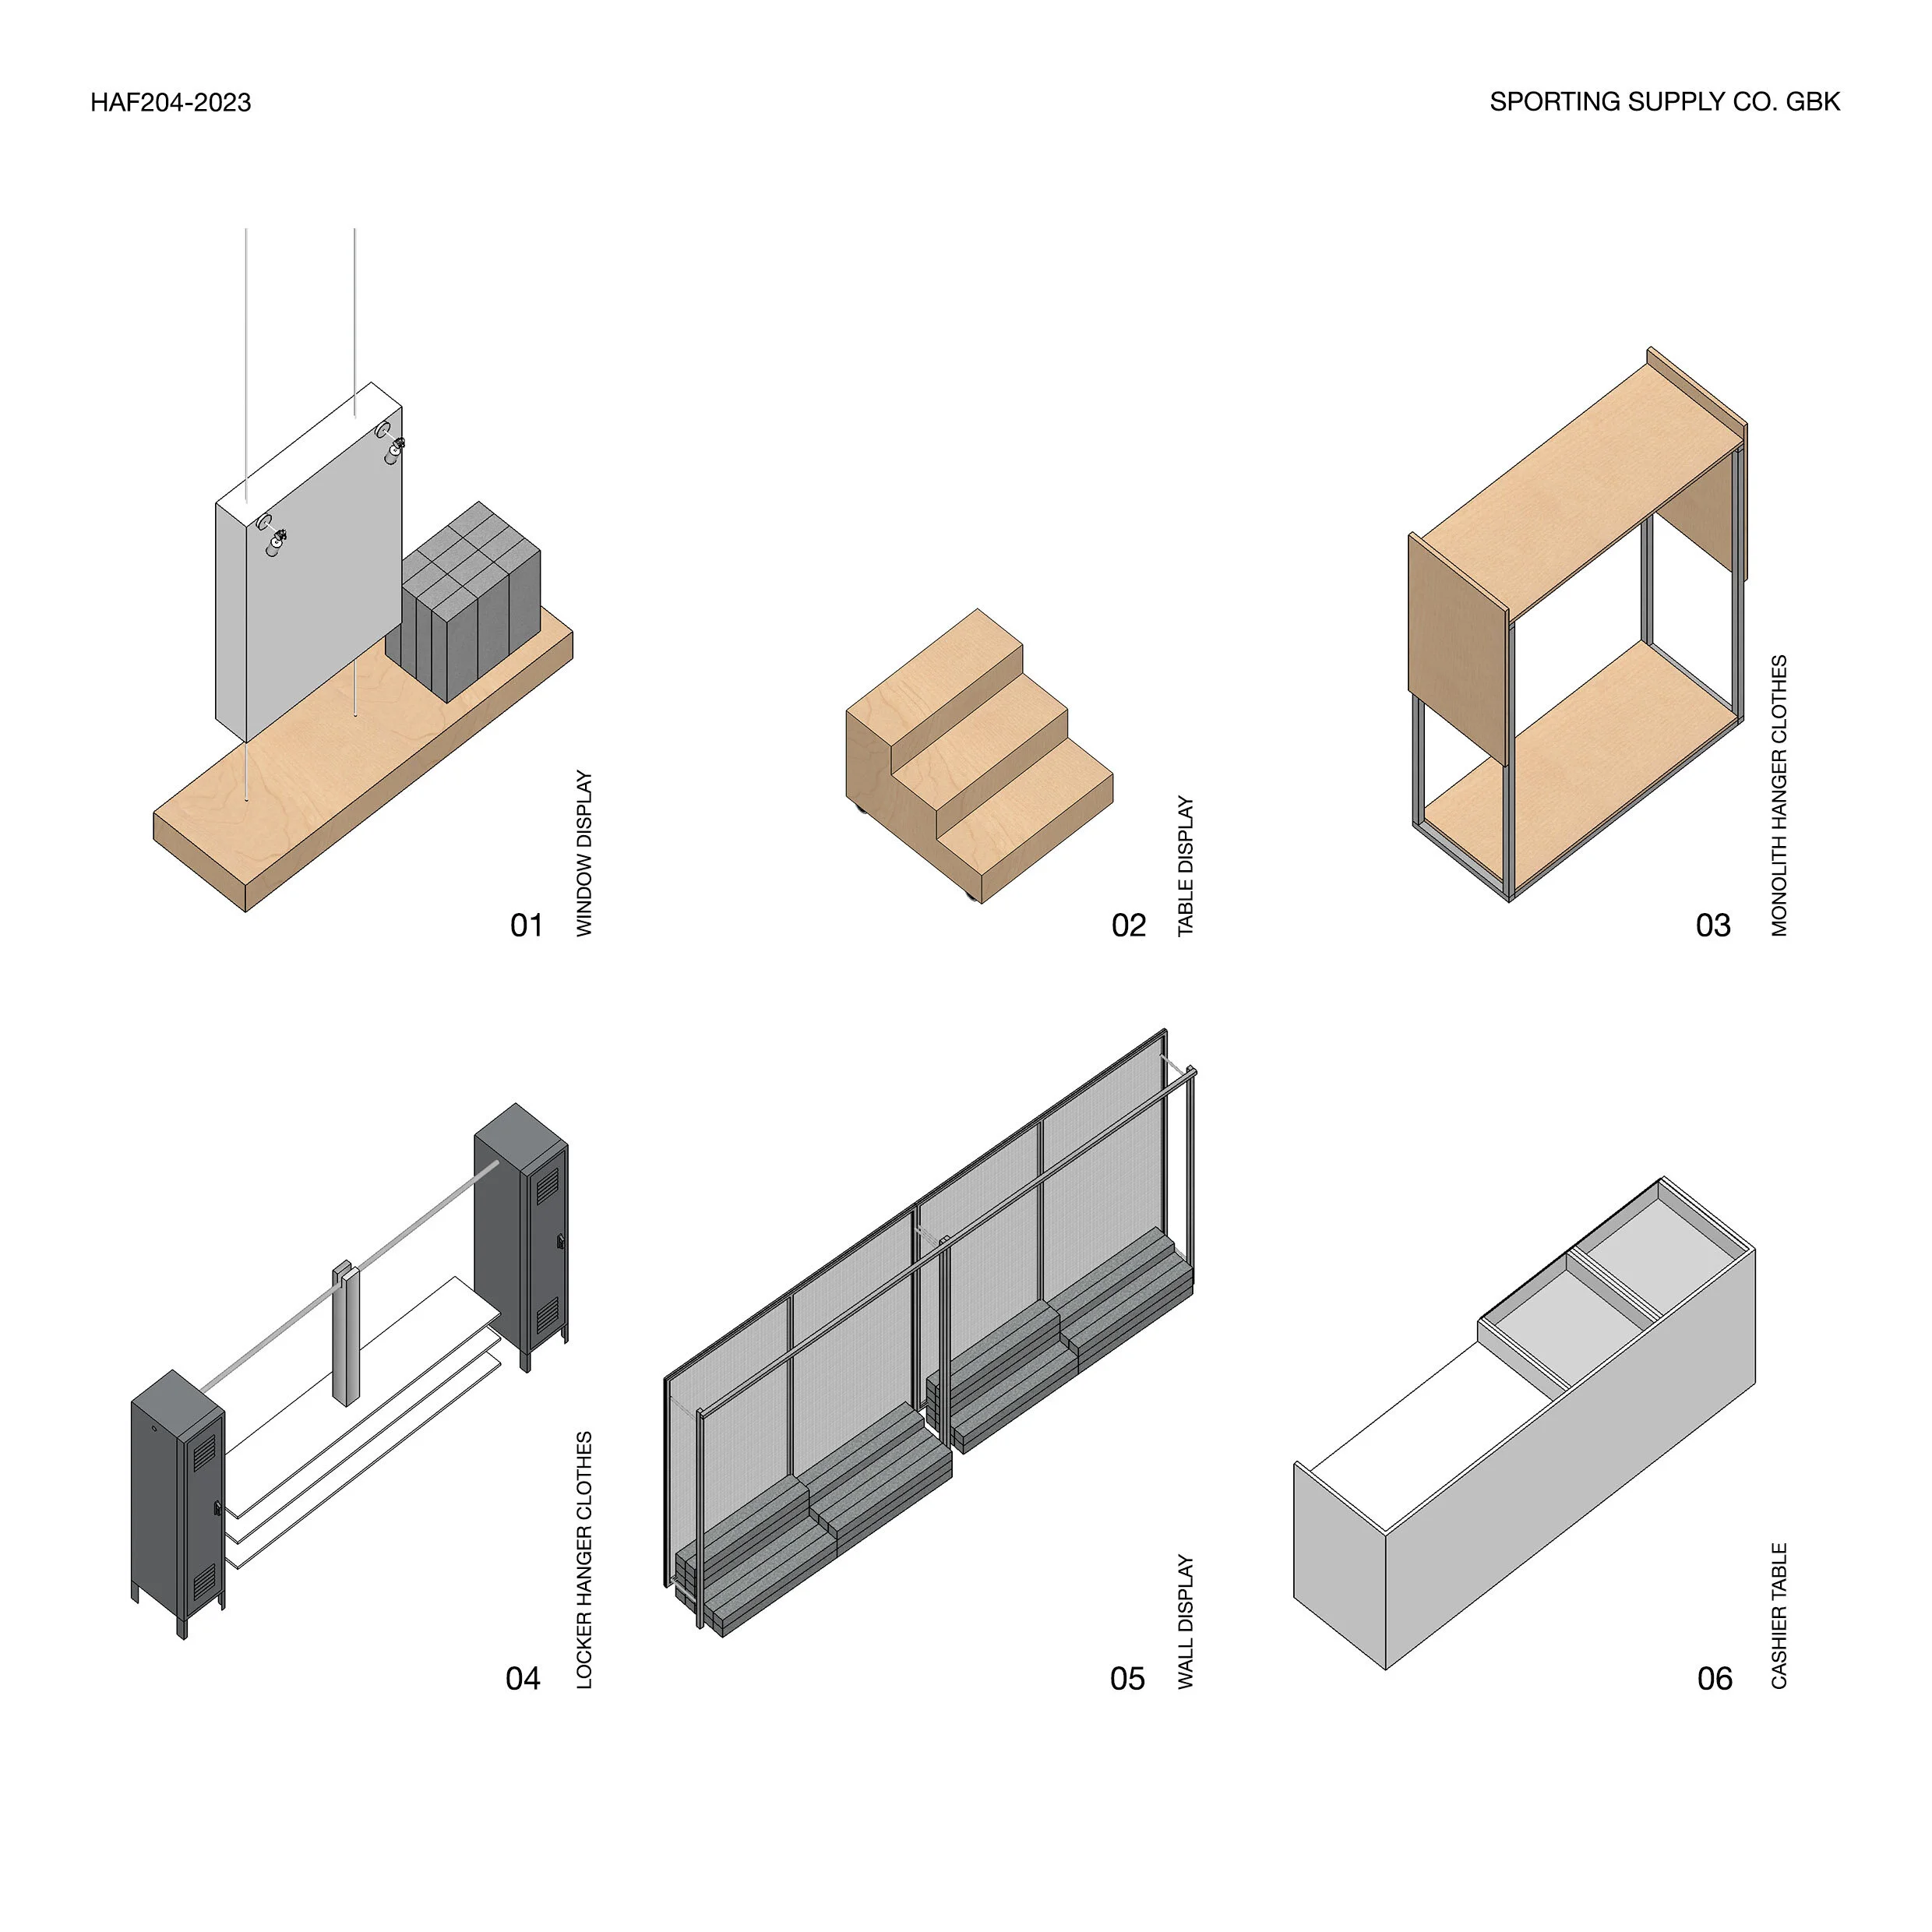 HAF204-2023
SPORTING SUPPLY CO. GBK
01
WINDOW DISPLAY
02
TABLE DISPLAY
03
MONOLITH HANGER CLOTHES
04
LOCKER HANGER CLOTHES
05
WALL DISPLAY
06
CASHIER TABLE